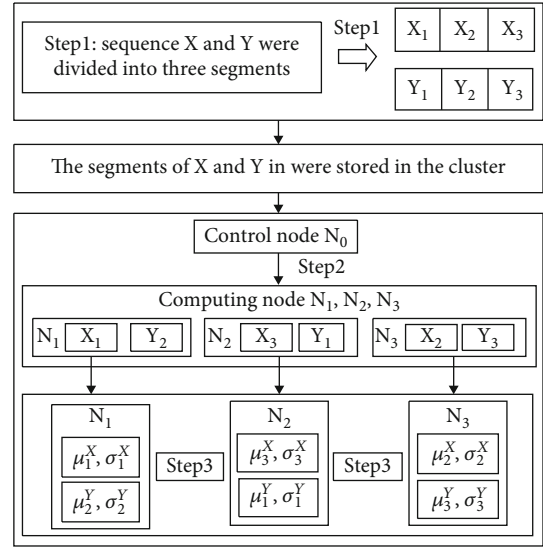 Step1: sequence X and Y were
divided into three segments
Step1
X₁ X₂ X₃
Y₁ Y₂ Y₃
The segments of X and Y in were stored in the cluster
Control node N₀
Step2
Computing node N₁, N₂, N₃
N₁ X₁ Y₂ N₂ X₃ Y₁ N₃ X₂ Y₃
N₁
μ₁ˣ, σ₁ˣ
μ₂ʸ, σ₂ʸ
Step3
N₂
μ₃ˣ, σ₃ˣ
μ₁ʸ, σ₁ʸ
Step3
N₃
μ₂ˣ, σ₂ˣ
μ₃ʸ, σ₃ʸ